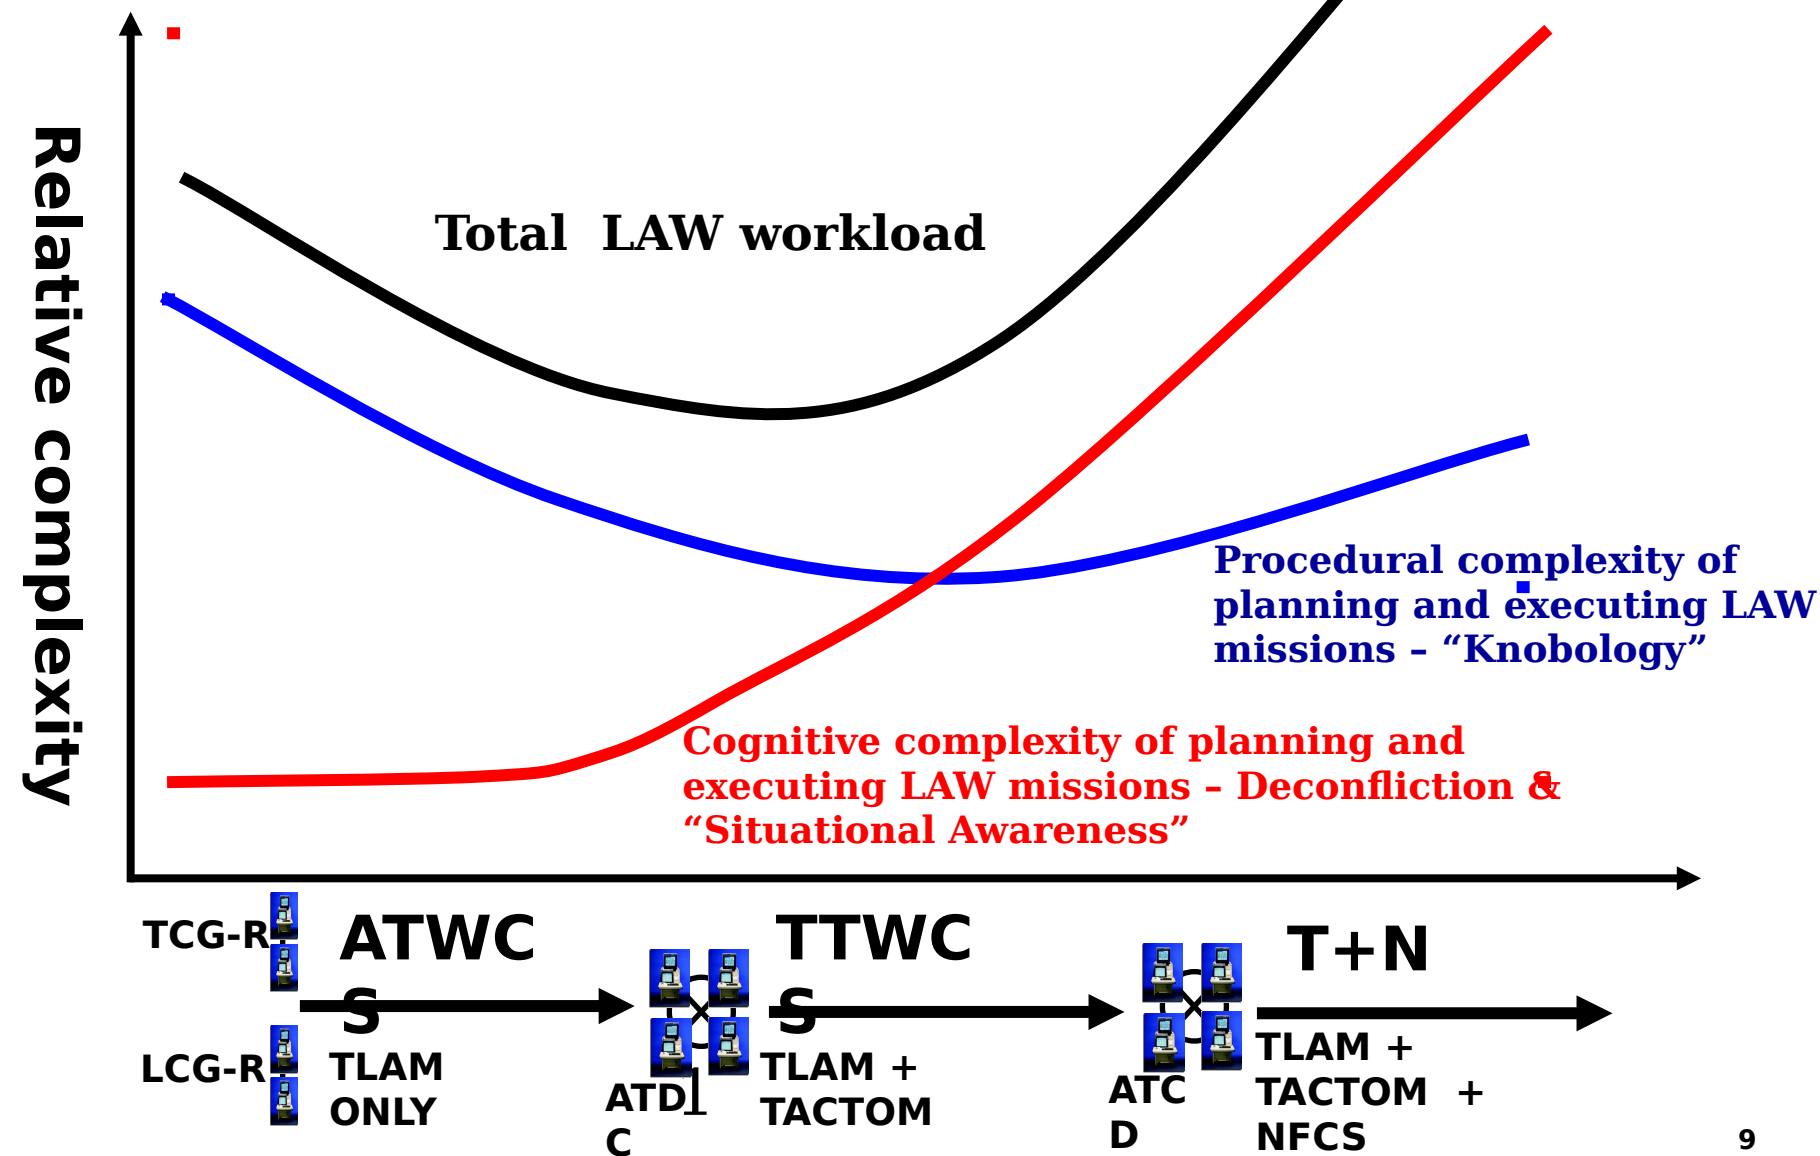 Relative complexity
Total LAW workload
Procedural complexity of
planning and executing LAW
missions – “Knobology”
Cognitive complexity of planning and
executing LAW missions – Deconfliction &
“Situational Awareness”
TCG-R
LCG-R
ATWC
S
TLAM
ONLY
ATD
C
1
TTWC
S
TLAM +
TACTOM
ATC
D
T+N
TLAM +
TACTOM +
NFCS
9